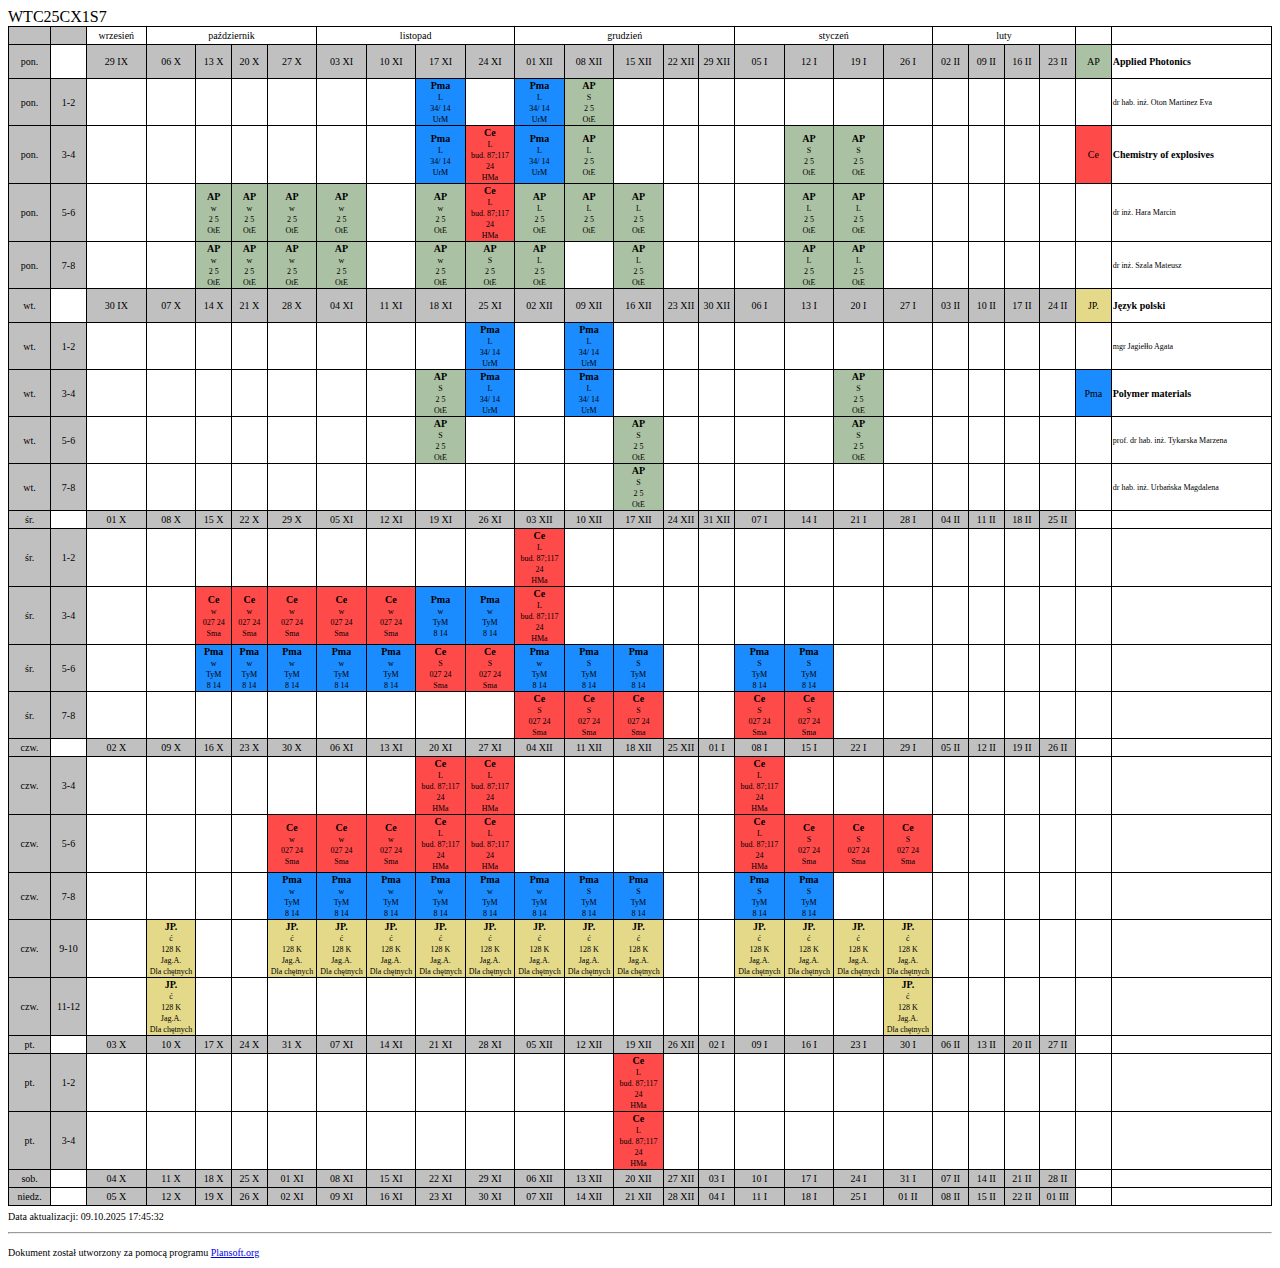 WTC25CX1S7
wrzesień październik listopad grudzień styczeń luty
pon. 29 IX 06 X 13 X 20 X 27 X 03 XI 10 XI 17 XI 24 XI 01 XII 08 XII 15 XII 22 XII 29 XII 05 I 12 I 19 I 26 I 02 II 09 II 16 II 23 II AP Applied Photonics
pon. 1-2 dr hab. inż. Oton Martinez Eva
Pma Pma AP
L L S
34/ 14 34/ 14 2 5
UrM UrM OtE
pon. 3-4 Ce Chemistry of explosives
Pma Ce Pma AP AP AP
L L L L S S
34/ 14 bud. 87;117 34/ 14 2 5 2 5 2 5
24
UrM HMa UrM OtE OtE OtE
pon. 5-6 dr inż. Hara Marcin
AP AP AP AP AP Ce AP AP AP AP AP
w w w w w L L L L L L
2 5 2 5 2 5 2 5 2 5 bud. 87;117 2 5 2 5 2 5 2 5 2 5
24
OtE OtE OtE OtE OtE HMa OtE OtE OtE OtE OtE
pon. 7-8 dr inż. Szala Mateusz
AP AP AP AP AP AP AP AP AP AP
w w w w w S L L L L
2 5 2 5 2 5 2 5 2 5 2 5 2 5 2 5 2 5 2 5
OtE OtE OtE OtE OtE OtE OtE OtE OtE OtE
wt. 30 IX 07 X 14 X 21 X 28 X 04 XI 11 XI 18 XI 25 XI 02 XII 09 XII 16 XII 23 XII 30 XII 06 I 13 I 20 I 27 I 03 II 10 II 17 II 24 II JP. Język polski
wt. 1-2 mgr Jagiełło Agata
Pma Pma
L L
34/ 14 34/ 14
UrM UrM
wt. 3-4 Pma Polymer materials
AP Pma Pma AP
S L L S
2 5 34/ 14 34/ 14 2 5
OtE UrM UrM OtE
wt. 5-6 prof. dr hab. inż. Tykarska Marzena
AP AP AP
S S S
2 5 2 5 2 5
OtE OtE OtE
wt. 7-8 dr hab. inż. Urbańska Magdalena
AP
S
2 5
OtE
śr. 01 X 08 X 15 X 22 X 29 X 05 XI 12 XI 19 XI 26 XI 03 XII 10 XII 17 XII 24 XII 31 XII 07 I 14 I 21 I 28 I 04 II 11 II 18 II 25 II
śr. 1-2
Ce
L
bud. 87;117
24
HMa
śr. 3-4
Ce Ce Ce Ce Ce Pma Pma Ce
w w w w w w w L
027 24 027 24 027 24 027 24 027 24 TyM TyM bud. 87;117
24
Sma Sma Sma Sma Sma 8 14 8 14 HMa
śr. 5-6
Pma Pma Pma Pma Pma Ce Ce Pma Pma Pma Pma Pma
w w w w w S S w S S S S
TyM TyM TyM TyM TyM 027 24 027 24 TyM TyM TyM TyM TyM
8 14 8 14 8 14 8 14 8 14 Sma Sma 8 14 8 14 8 14 8 14 8 14
śr. 7-8
Ce Ce Ce Ce Ce
S S S S S
027 24 027 24 027 24 027 24 027 24
Sma Sma Sma Sma Sma
czw. 02 X 09 X 16 X 23 X 30 X 06 XI 13 XI 20 XI 27 XI 04 XII 11 XII 18 XII 25 XII 01 I 08 I 15 I 22 I 29 I 05 II 12 II 19 II 26 II
czw. 3-4
Ce Ce Ce
L L L
bud. 87;117 bud. 87;117 bud. 87;117
24 24 24
HMa HMa HMa
czw. 5-6
Ce Ce Ce Ce Ce Ce Ce Ce Ce
w w w L L L S S S
027 24 027 24 027 24 bud. 87;117 bud. 87;117 bud. 87;117 027 24 027 24 027 24
24 24 24
Sma Sma Sma HMa HMa HMa Sma Sma Sma
czw. 7-8
Pma Pma Pma Pma Pma Pma Pma Pma Pma Pma
w w w w w w S S S S
TyM TyM TyM TyM TyM TyM TyM TyM TyM TyM
8 14 8 14 8 14 8 14 8 14 8 14 8 14 8 14 8 14 8 14
czw. 9-10
JP. JP. JP. JP. JP. JP. JP. JP. JP. JP. JP. JP. JP.
ć ć ć ć ć ć ć ć ć ć ć ć ć
128 K 128 K 128 K 128 K 128 K 128 K 128 K 128 K 128 K 128 K 128 K 128 K 128 K
Jag.A. Jag.A. Jag.A. Jag.A. Jag.A. Jag.A. Jag.A. Jag.A. Jag.A. Jag.A. Jag.A. Jag.A. Jag.A.
Dla chętnych Dla chętnych Dla chętnych Dla chętnych Dla chętnych Dla chętnych Dla chętnych Dla chętnych Dla chętnych Dla chętnych Dla chętnych Dla chętnych Dla chętnych
czw. 11-12
JP. JP.
ć ć
128 K 128 K
Jag.A. Jag.A.
Dla chętnych Dla chętnych
pt. 03 X 10 X 17 X 24 X 31 X 07 XI 14 XI 21 XI 28 XI 05 XII 12 XII 19 XII 26 XII 02 I 09 I 16 I 23 I 30 I 06 II 13 II 20 II 27 II
pt. 1-2
Ce
L
bud. 87;117
24
HMa
pt. 3-4
Ce
L
bud. 87;117
24
HMa
sob. 04 X 11 X 18 X 25 X 01 XI 08 XI 15 XI 22 XI 29 XI 06 XII 13 XII 20 XII 27 XII 03 I 10 I 17 I 24 I 31 I 07 II 14 II 21 II 28 II
niedz. 05 X 12 X 19 X 26 X 02 XI 09 XI 16 XI 23 XI 30 XI 07 XII 14 XII 21 XII 28 XII 04 I 11 I 18 I 25 I 01 II 08 II 15 II 22 II 01 III
Data aktualizacji: 09.10.2025 17:45:32
Dokument został utworzony za pomocą programu Plansoft.org